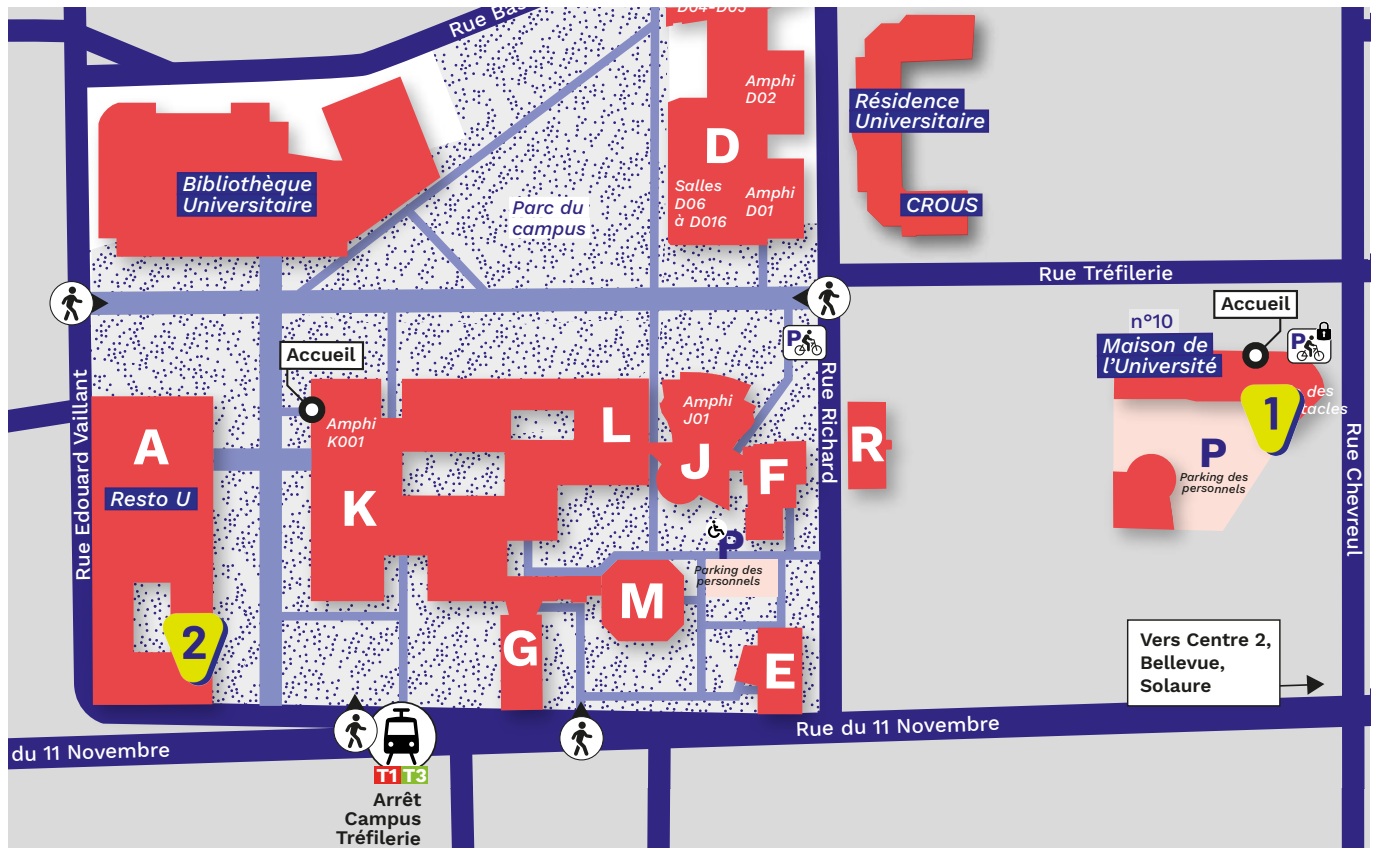 Rue
D04-D05
Amphi
D02
Résidence
Universitaire
D
Bibliothèque
Universitaire
Salles
D06
à D016
Amphi
D01
Parc du
campus
CROUS
Rue Tréfilerie
Accueil
n°10
Maison de
l'Université
P
des
1
Accueil
P
Rue Edouard Vaillant
Rue Richard
Rue Chevreul
Amphi
K001
Amphi
J01
A
L
J
F
R
Resto U
K
P
Parking des
personnels
P
Parking des
personnels
M
2
G
E
Vers Centre 2,
Bellevue,
Solaure
Rue du 11 Novembre
du 11 Novembre
T1 T3
Arrêt
Campus
Tréfilerie